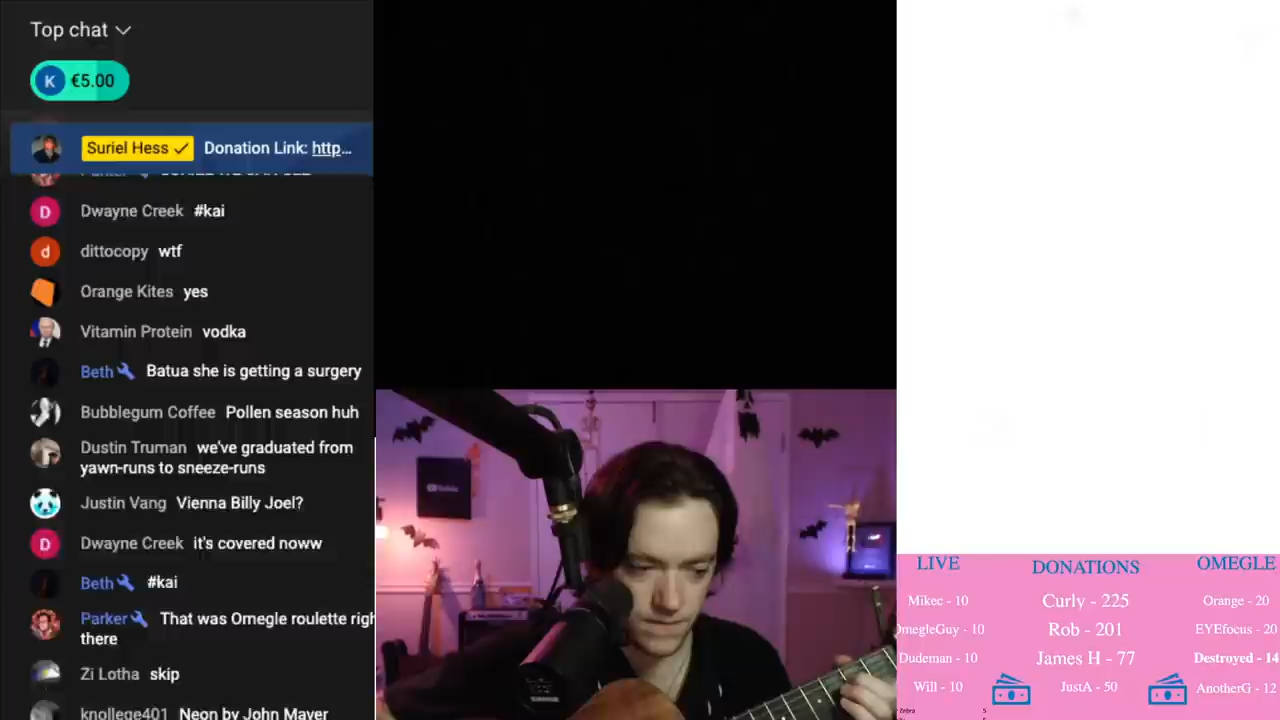 Top chat
K €5.00
Suriel Hess Donation Link: http...
Dwayne Creek #kai
dittocopy wtf
Orange Kites yes
Vitamin Protein vodka
Beth Batua she is getting a surgery
Bubblegum Coffee Pollen season huh
Dustin Truman we've graduated from
yawn-runs to sneeze-runs
Justin Vang Vienna Billy Joel?
Dwayne Creek it's covered noww
Beth #kai
Parker That was Omegle roulette righ
there
Zi Lotha skip
knollege401 Neon by John Mayer
YouTube
LIVE
Mikec - 10
OmegleGuy - 10
Dudeman - 10
Will - 10
Zebra 5
DONATIONS
Curly - 225
Rob - 201
James H - 77
JustA - 50
OMEGLE
Orange - 20
EYEfocus - 20
Destroyed - 14
AnotherG - 12